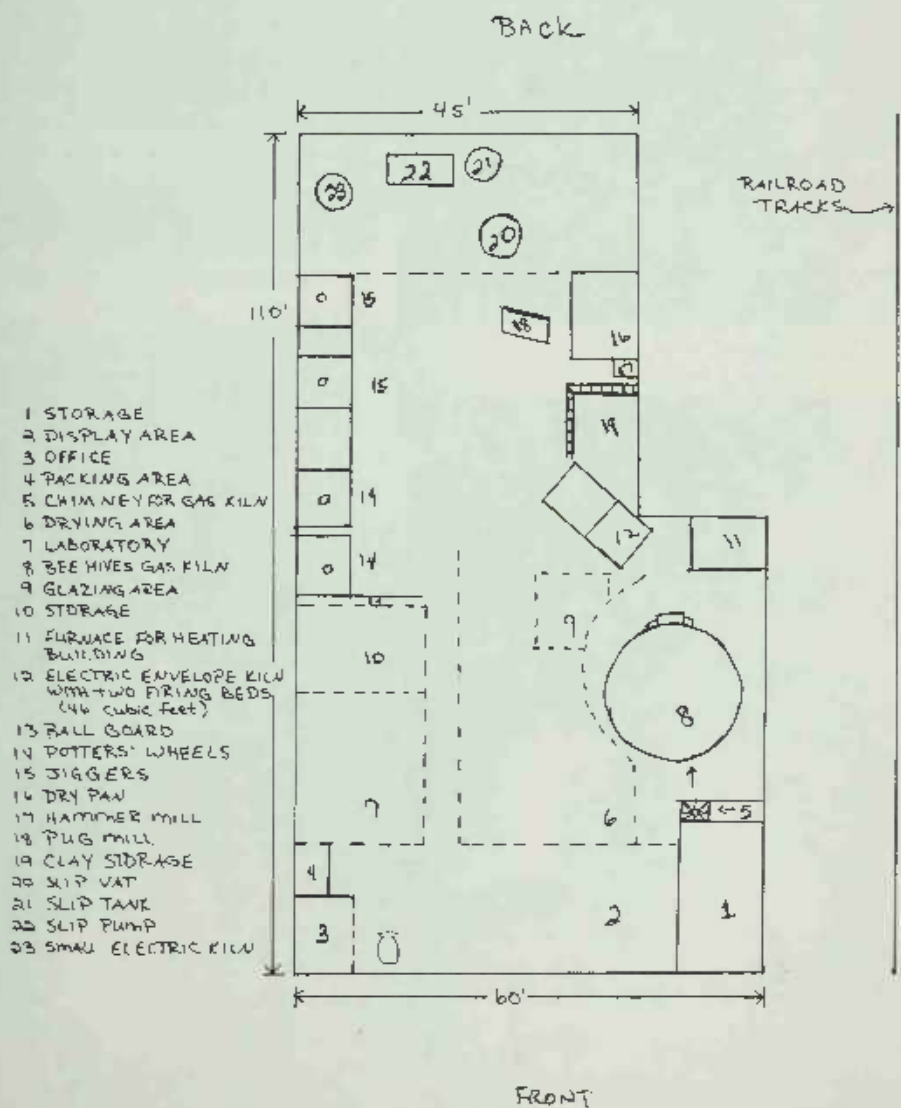 BACK
45'
RAILROAD
TRACKS
110'
23
22
21
20
15
18
16
17
15
19
14
12
11
14
13
9
10
8
7
6
←5
4
3
2
1
60'
FRONT
1 STORAGE
2 DISPLAY AREA
3 OFFICE
4 PACKING AREA
5 CHIMNEY FOR GAS KILN
6 DRYING AREA
7 LABORATORY
8 BEE HIVES GAS KILN
9 GLAZING AREA
10 STORAGE
11 FURNACE FOR HEATING
BUILDING
12 ELECTRIC ENVELOPE KILN
WITH TWO FIRING BEDS
(46 cubic feet)
13 BALL BOARD
14 POTTERS' WHEELS
15 JIGGERS
16 DRY PAN
17 HAMMER MILL
18 PUG MILL
19 CLAY STORAGE
20 SLIP VAT
21 SLIP TANK
22 SLIP PUMP
23 SMALL ELECTRIC KILN